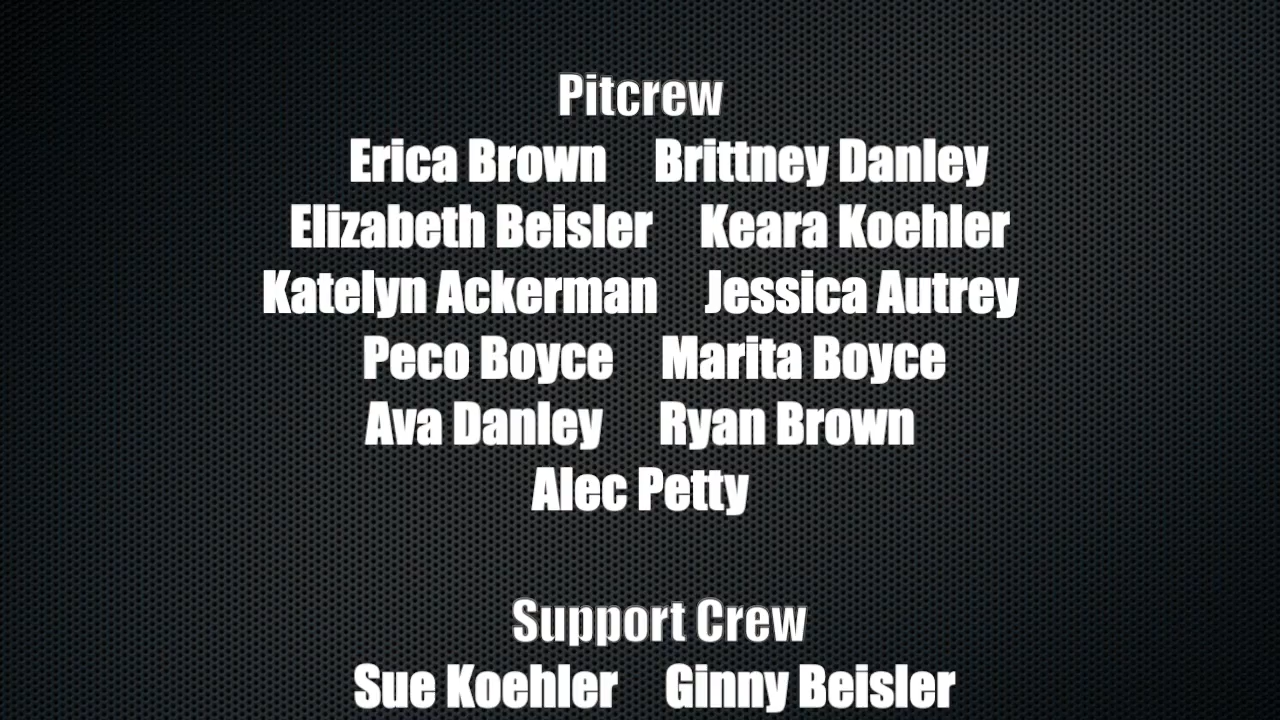 Pitcrew
Erica Brown Brittney Danley
Elizabeth Beisler Keara Koehler
Katelyn Ackerman Jessica Autrey
Peco Boyce Marita Boyce
Ava Danley Ryan Brown
Alec Petty
Support Crew
Sue Koehler Ginny Beisler